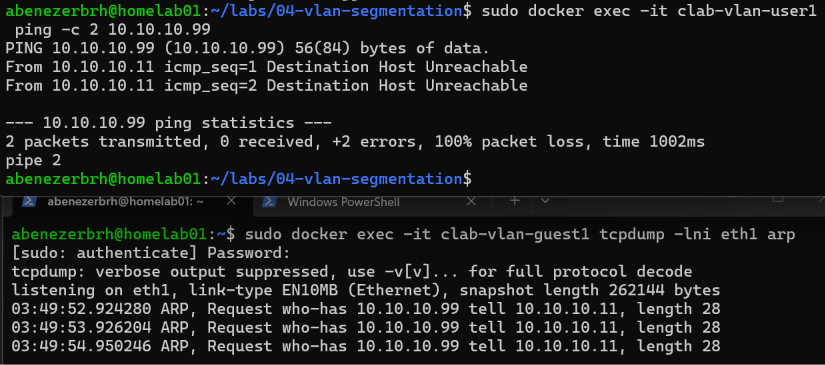 abenezerbrh@homelab01:~/labs/04-vlan-segmentation$ sudo docker exec -it clab-vlan-user1
 ping -c 2 10.10.10.99
PING 10.10.10.99 (10.10.10.99) 56(84) bytes of data.
From 10.10.10.11 icmp_seq=1 Destination Host Unreachable
From 10.10.10.11 icmp_seq=2 Destination Host Unreachable
--- 10.10.10.99 ping statistics ---
2 packets transmitted, 0 received, +2 errors, 100% packet loss, time 1002ms
pipe 2
abenezerbrh@homelab01:~/labs/04-vlan-segmentation$
abenezerbrh@homelab01: ~ Windows PowerShell
abenezerbrh@homelab01:~$ sudo docker exec -it clab-vlan-guest1 tcpdump -lni eth1 arp
[sudo: authenticate] Password:
tcpdump: verbose output suppressed, use -v[v]... for full protocol decode
listening on eth1, link-type EN10MB (Ethernet), snapshot length 262144 bytes
03:49:52.924280 ARP, Request who-has 10.10.10.99 tell 10.10.10.11, length 28
03:49:53.926204 ARP, Request who-has 10.10.10.99 tell 10.10.10.11, length 28
03:49:54.950246 ARP, Request who-has 10.10.10.99 tell 10.10.10.11, length 28